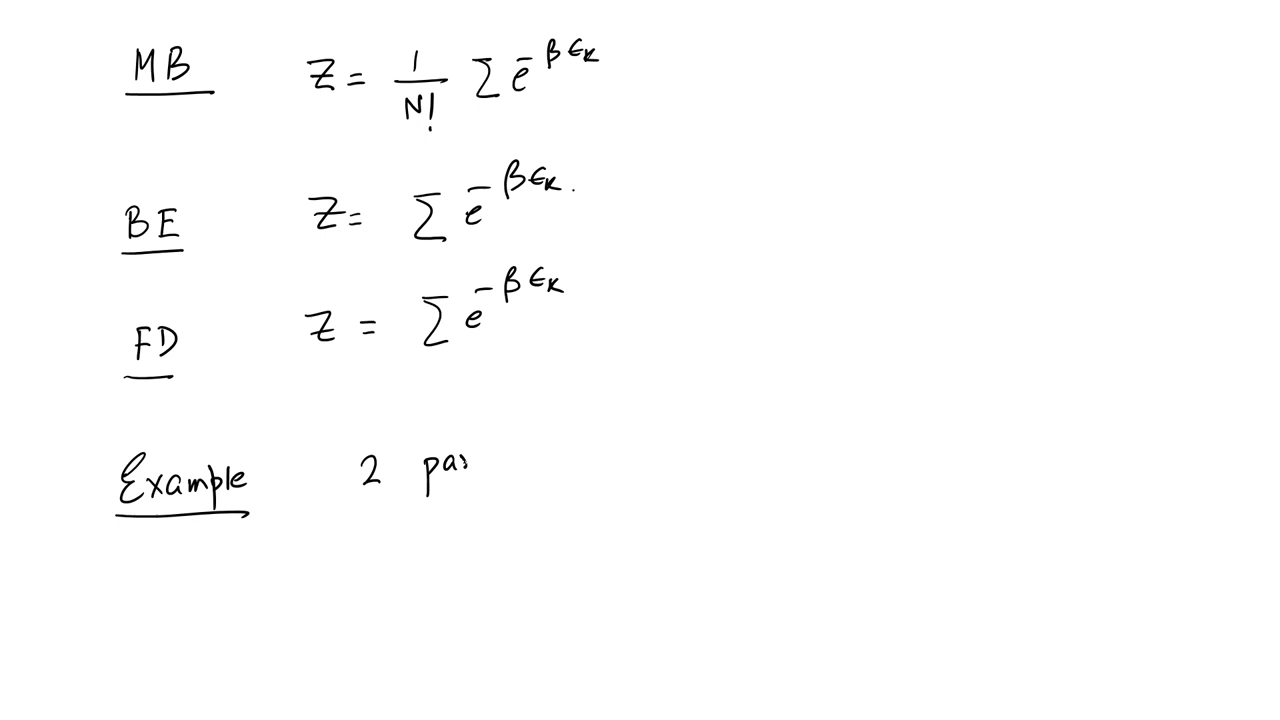 MB Z = 1/N! Σ e^{-βϵ_K}
BE Z = Σ e^{-βϵ_K}.
FD Z = Σ e^{-βϵ_K}
Example 2